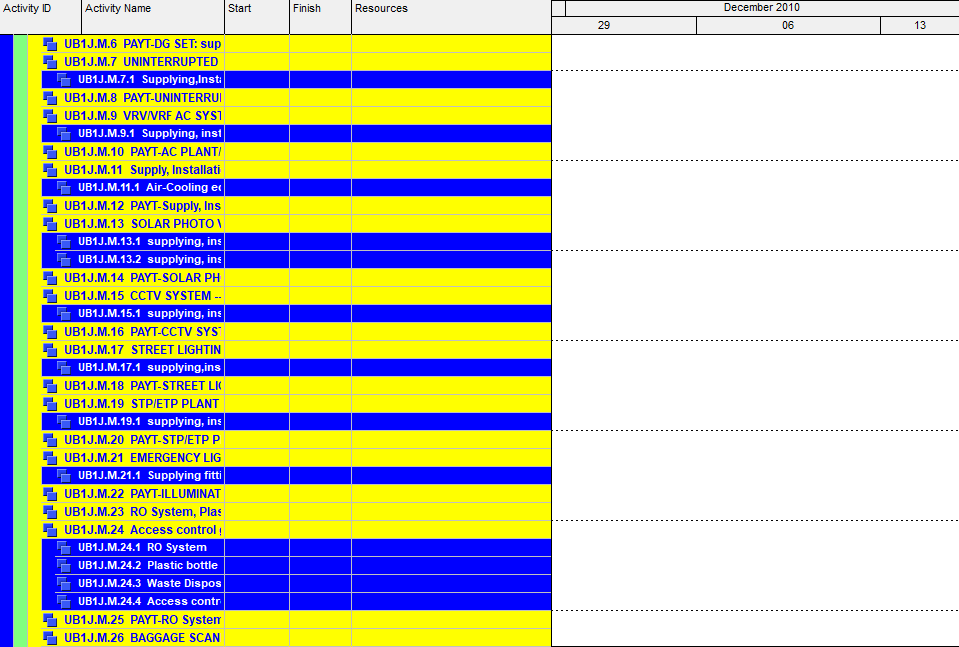 Activity ID Activity Name Start Finish Resources December 2010
29 06 13
UB1J.M.6 PAYT-DG SET: sup
UB1J.M.7 UNINTERRUPTED
UB1J.M.7.1 Supplying,Insta
UB1J.M.8 PAYT-UNINTERRU
UB1J.M.9 VRV/VRF AC SYST
UB1J.M.9.1 Supplying, inst
UB1J.M.10 PAYT-AC PLANT/
UB1J.M.11 Supply, Installati
UB1J.M.11.1 Air-Cooling ec
UB1J.M.12 PAYT-Supply, Ins
UB1J.M.13 SOLAR PHOTO V
UB1J.M.13.1 supplying, ins
UB1J.M.13.2 supplying, ins
UB1J.M.14 PAYT-SOLAR PH
UB1J.M.15 CCTV SYSTEM --
UB1J.M.15.1 supplying, ins
UB1J.M.16 PAYT-CCTV SYST
UB1J.M.17 STREET LIGHTIN
UB1J.M.17.1 supplying,ins
UB1J.M.18 PAYT-STREET LIG
UB1J.M.19 STP/ETP PLANT
UB1J.M.19.1 supplying, ins
UB1J.M.20 PAYT-STP/ETP P
UB1J.M.21 EMERGENCY LIG
UB1J.M.21.1 Supplying fitti
UB1J.M.22 PAYT-ILLUMINAT
UB1J.M.23 RO System, Plas
UB1J.M.24 Access control
UB1J.M.24.1 RO System
UB1J.M.24.2 Plastic bottle
UB1J.M.24.3 Waste Dispos
UB1J.M.24.4 Access contr
UB1J.M.25 PAYT-RO System
UB1J.M.26 BAGGAGE SCAN